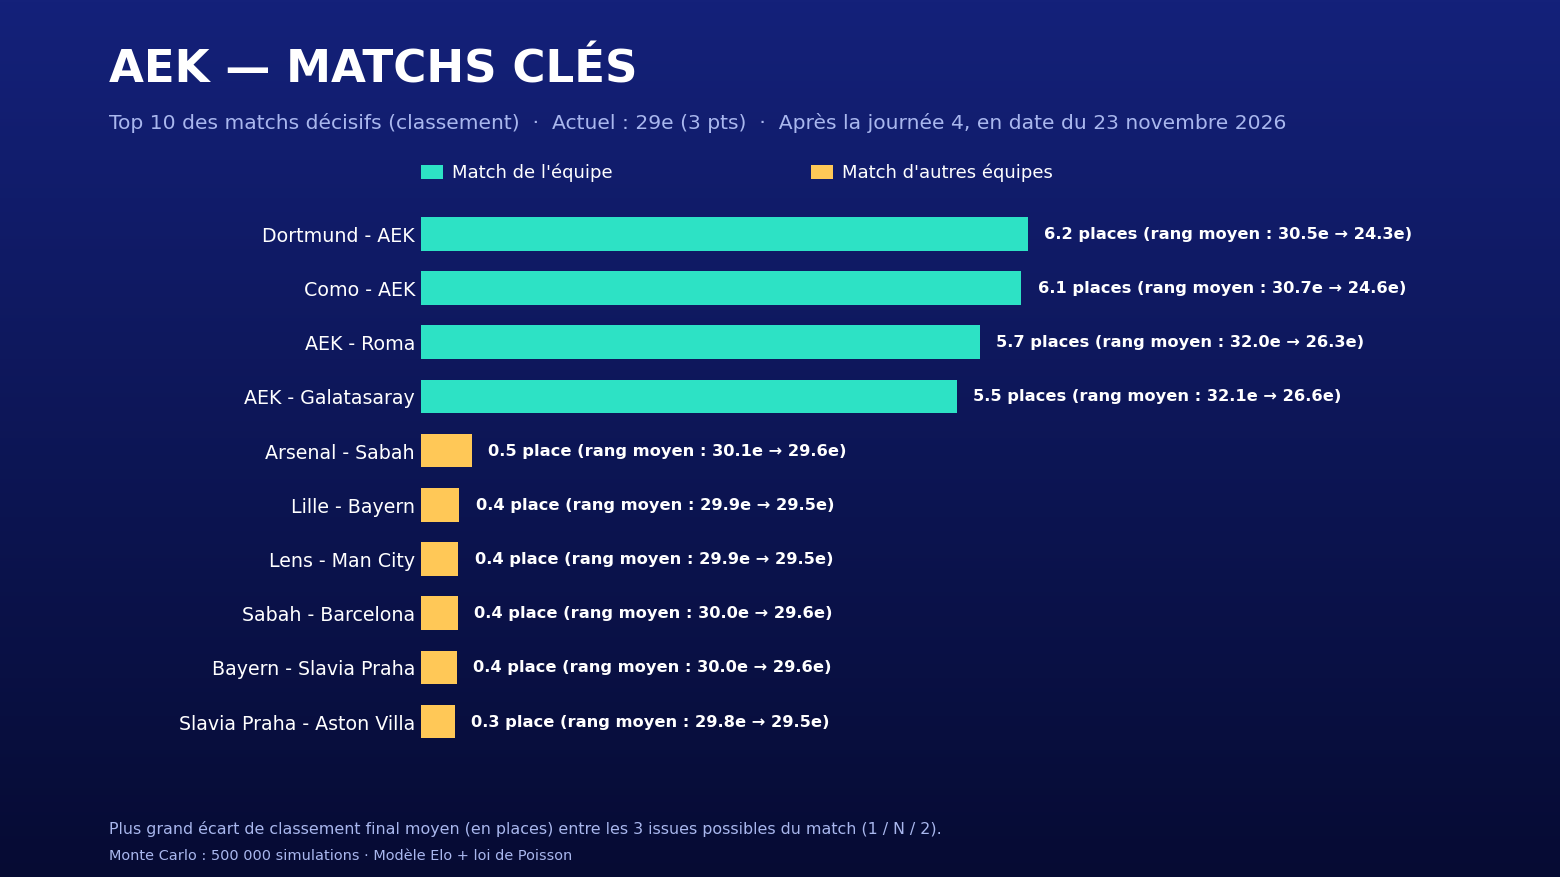 AEK — MATCHS CLÉS
Top 10 des matchs décisifs (classement) · Actuel : 29e (3 pts) · Après la journée 4, en date du 23 novembre 2026
Match de l'équipe
Match d'autres équipes
Dortmund - AEK 6.2 places (rang moyen : 30.5e → 24.3e)
Como - AEK 6.1 places (rang moyen : 30.7e → 24.6e)
AEK - Roma 5.7 places (rang moyen : 32.0e → 26.3e)
AEK - Galatasaray 5.5 places (rang moyen : 32.1e → 26.6e)
Arsenal - Sabah 0.5 place (rang moyen : 30.1e → 29.6e)
Lille - Bayern 0.4 place (rang moyen : 29.9e → 29.5e)
Lens - Man City 0.4 place (rang moyen : 29.9e → 29.5e)
Sabah - Barcelona 0.4 place (rang moyen : 30.0e → 29.6e)
Bayern - Slavia Praha 0.4 place (rang moyen : 30.0e → 29.6e)
Slavia Praha - Aston Villa 0.3 place (rang moyen : 29.8e → 29.5e)
Plus grand écart de classement final moyen (en places) entre les 3 issues possibles du match (1 / N / 2).
Monte Carlo : 500 000 simulations · Modèle Elo + loi de Poisson